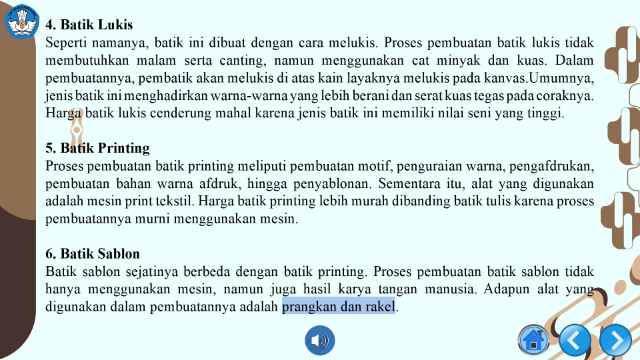 4. Batik Lukis
Seperti namanya, batik ini dibuat dengan cara melukis. Proses pembuatan batik lukis tidak
membutuhkan malam serta canting, namun menggunakan cat minyak dan kuas. Dalam
pembuatannya, pembatik akan melukis di atas kain layaknya melukis pada kanvas.Umumnya,
jenis batik ini menghadirkan warna-warna yang lebih berani dan serat kuas tegas pada coraknya.
Harga batik lukis cenderung mahal karena jenis batik ini memiliki nilai seni yang tinggi.
5. Batik Printing
Proses pembuatan batik printing meliputi pembuatan motif, penguraian warna, pengafdrukan,
pembuatan bahan warna afdruk, hingga penyablonan. Sementara itu, alat yang digunakan
adalah mesin print tekstil. Harga batik printing lebih murah dibanding batik tulis karena proses
pembuatannya murni menggunakan mesin.
6. Batik Sablon
Batik sablon sejatinya berbeda dengan batik printing. Proses pembuatan batik sablon tidak
hanya menggunakan mesin, namun juga hasil karya tangan manusia. Adapun alat yang
digunakan dalam pembuatannya adalah prangkan dan rakel.